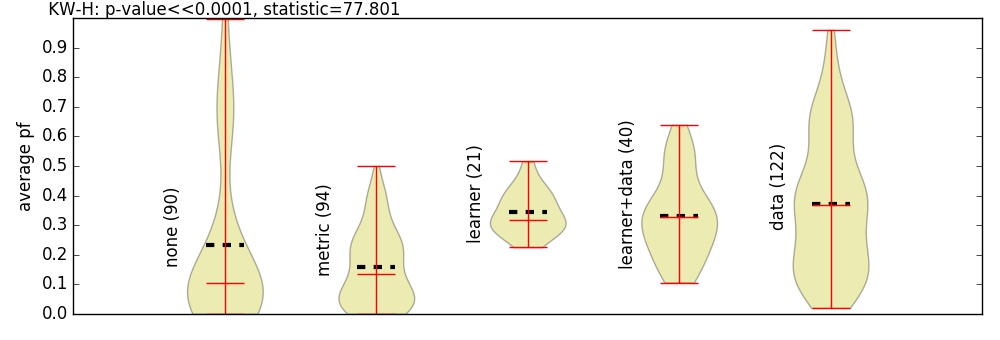 KW-H: p-value<<0.0001, statistic=77.801
average pf
0.9
0.8
0.7
0.6
0.5
0.4
0.3
0.2
0.1
0.0
none (90)
metric (94)
learner (21)
learner+data (40)
data (122)